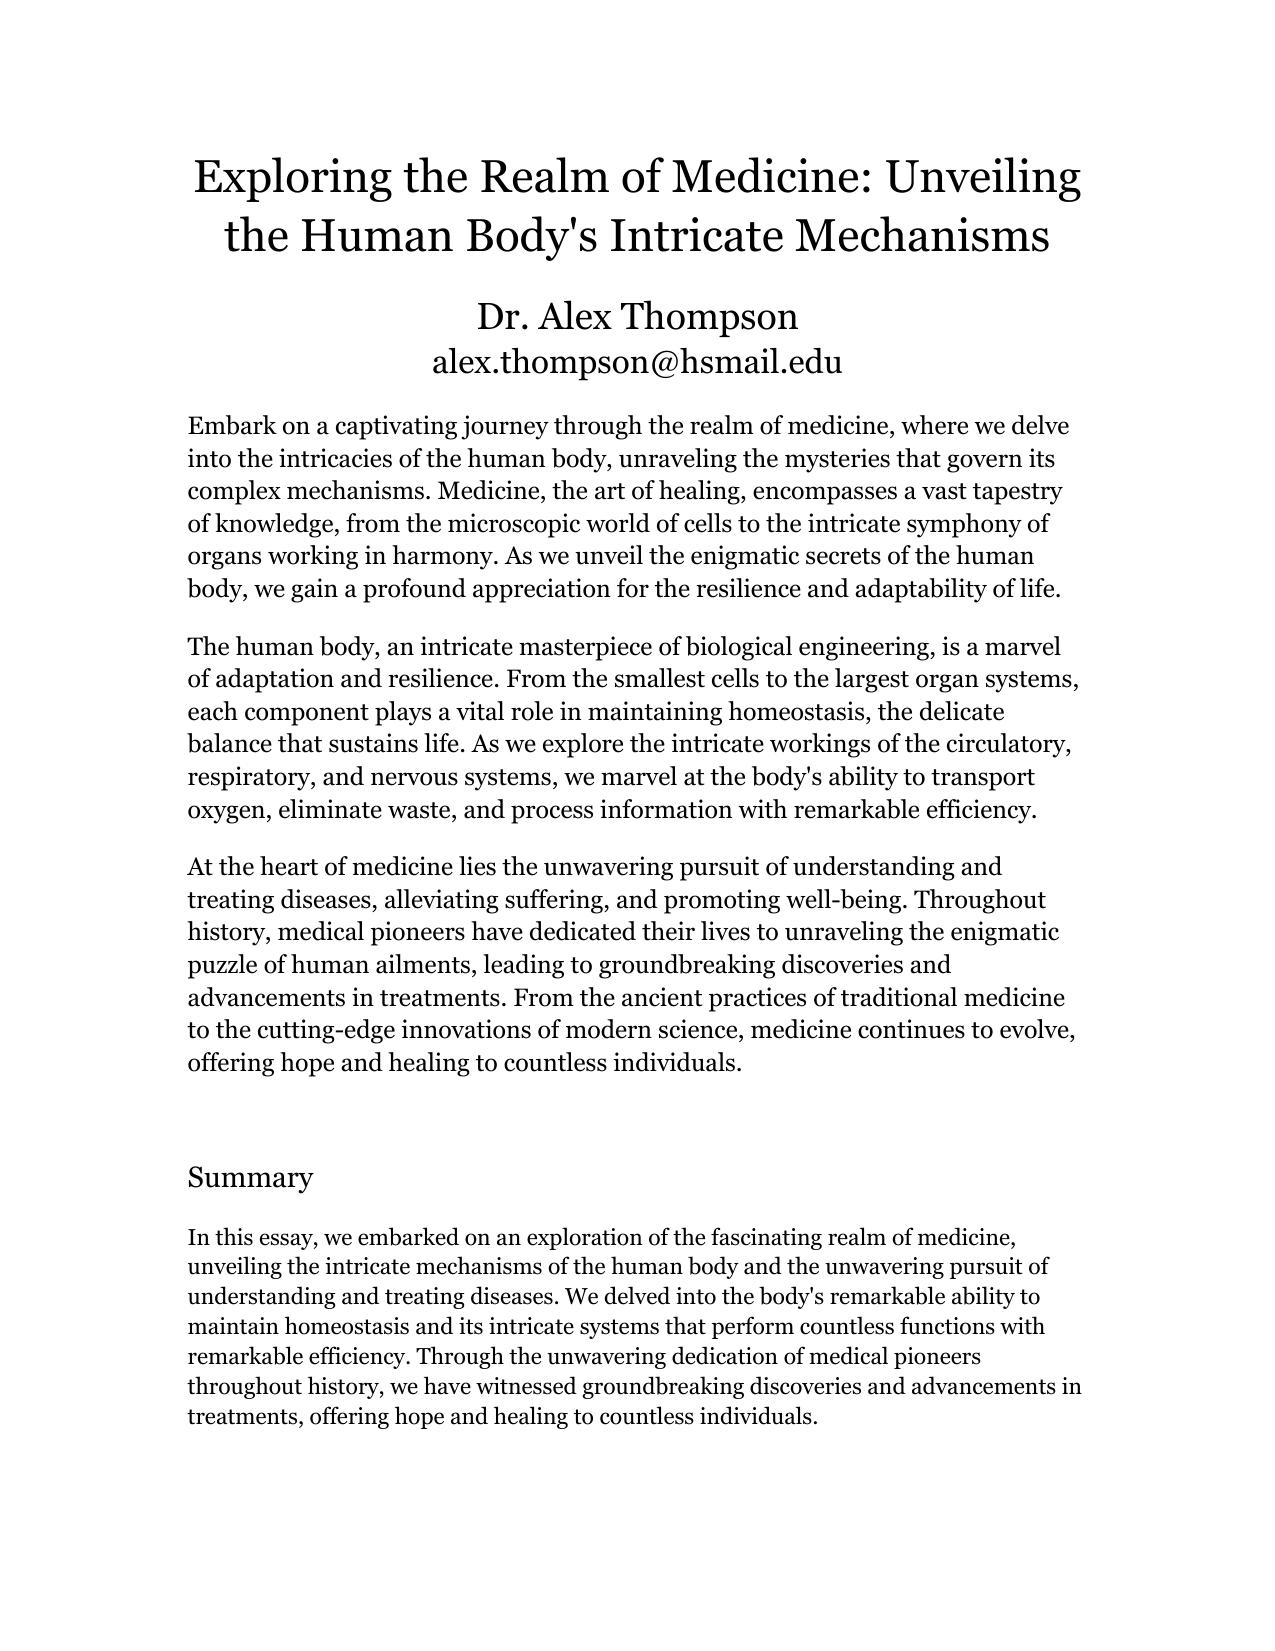 Exploring the Realm of Medicine: Unveiling
the Human Body's Intricate Mechanisms
Dr. Alex Thompson
alex.thompson@hsmail.edu
Embark on a captivating journey through the realm of medicine, where we delve
into the intricacies of the human body, unraveling the mysteries that govern its
complex mechanisms. Medicine, the art of healing, encompasses a vast tapestry
of knowledge, from the microscopic world of cells to the intricate symphony of
organs working in harmony. As we unveil the enigmatic secrets of the human
body, we gain a profound appreciation for the resilience and adaptability of life.
The human body, an intricate masterpiece of biological engineering, is a marvel
of adaptation and resilience. From the smallest cells to the largest organ systems,
each component plays a vital role in maintaining homeostasis, the delicate
balance that sustains life. As we explore the intricate workings of the circulatory,
respiratory, and nervous systems, we marvel at the body's ability to transport
oxygen, eliminate waste, and process information with remarkable efficiency.
At the heart of medicine lies the unwavering pursuit of understanding and
treating diseases, alleviating suffering, and promoting well-being. Throughout
history, medical pioneers have dedicated their lives to unraveling the enigmatic
puzzle of human ailments, leading to groundbreaking discoveries and
advancements in treatments. From the ancient practices of traditional medicine
to the cutting-edge innovations of modern science, medicine continues to evolve,
offering hope and healing to countless individuals.
Summary
In this essay, we embarked on an exploration of the fascinating realm of medicine,
unveiling the intricate mechanisms of the human body and the unwavering pursuit of
understanding and treating diseases. We delved into the body's remarkable ability to
maintain homeostasis and its intricate systems that perform countless functions with
remarkable efficiency. Through the unwavering dedication of medical pioneers
throughout history, we have witnessed groundbreaking discoveries and advancements in
treatments, offering hope and healing to countless individuals.